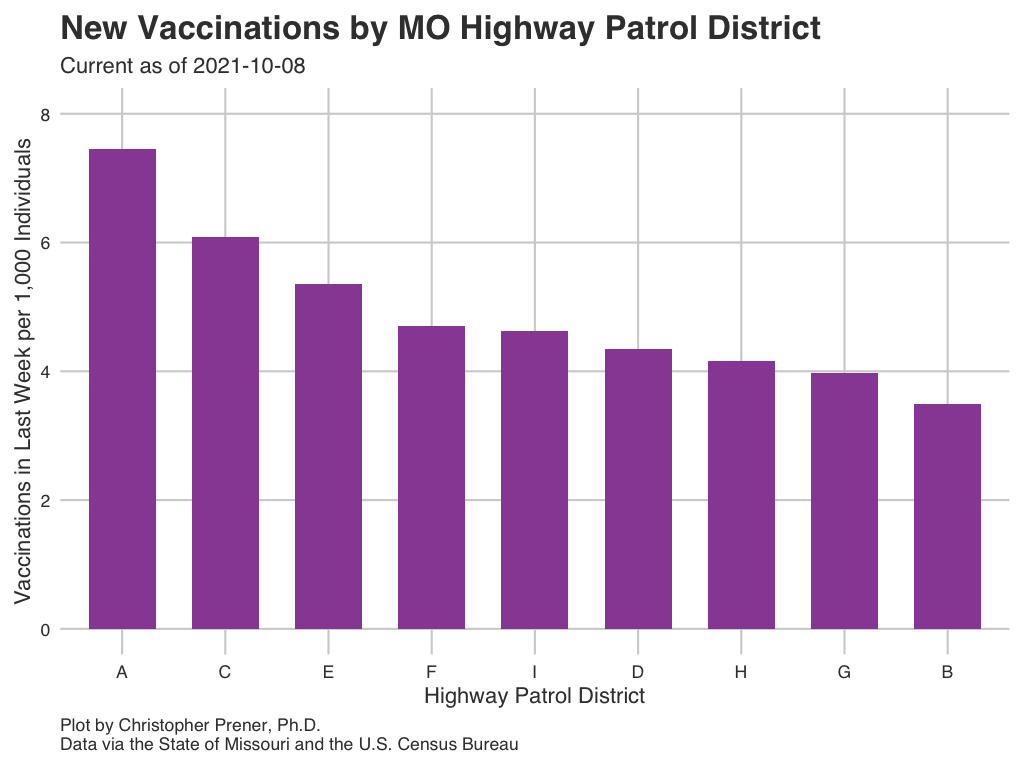 New Vaccinations by MO Highway Patrol District
Current as of 2021-10-08
Vaccinations in Last Week per 1,000 Individuals
8
6
4
2
0
A C E F I D H G B
Highway Patrol District
Plot by Christopher Prener, Ph.D.
Data via the State of Missouri and the U.S. Census Bureau